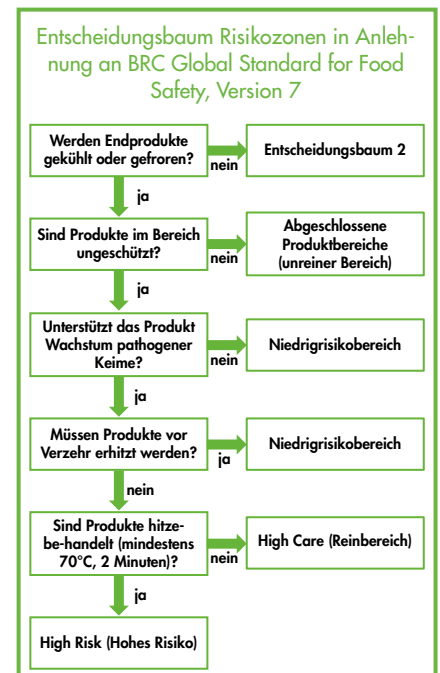 Entscheidungsbaum Risikozonen in Anleh-
nung an BRC Global Standard for Food
Safety, Version 7
Werden Endprodukte
gekühlt oder gefroren?
nein
Entscheidungsbaum 2
ja
Sind Produkte im Bereich
ungeschützt?
nein
Abgeschlossene
Produktbereiche
(unreiner Bereich)
ja
Unterstützt das Produkt
Wachstum pathogener
Keime?
nein
Niedrigrisikobereich
ja
Müssen Produkte vor
Verzehr erhitzt werden?
ja
Niedrigrisikobereich
nein
Sind Produkte hitze-
be-handelt (mindestens
70°C, 2 Minuten)?
nein
High Care (Reinbereich)
ja
High Risk (Hohes Risiko)